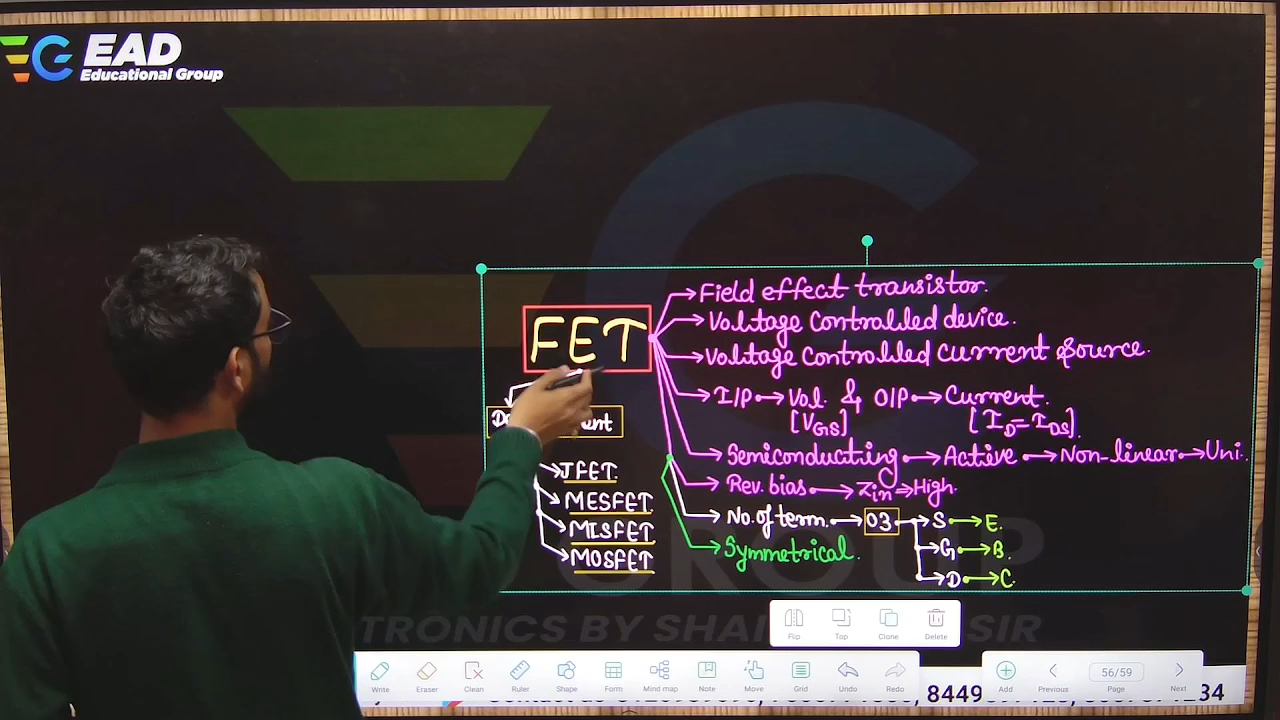 EAD
Educational Group
FET
Field effect transistor.
Voltage Controlled device.
Voltage Controlled Current Source.
I/P → Vol. & O/P → Current.
[VGS] [ID = IDS].
Semiconducting → Active → Non-linear → Uni.
Rev. bias → Zin ⇒ High.
No. of term. → 03 → S → E.
G → B.
D → C.
Symmetrical.
JFET
MESFET
MISFET
MOSFET
GROUP
TRONICS BY SHA SIR
Flip Top Clone Delete
Write Eraser Clean Ruler Shape Form Mind map Note Move Grid Undo Redo
Add Previous 56/59 Page Next
8449